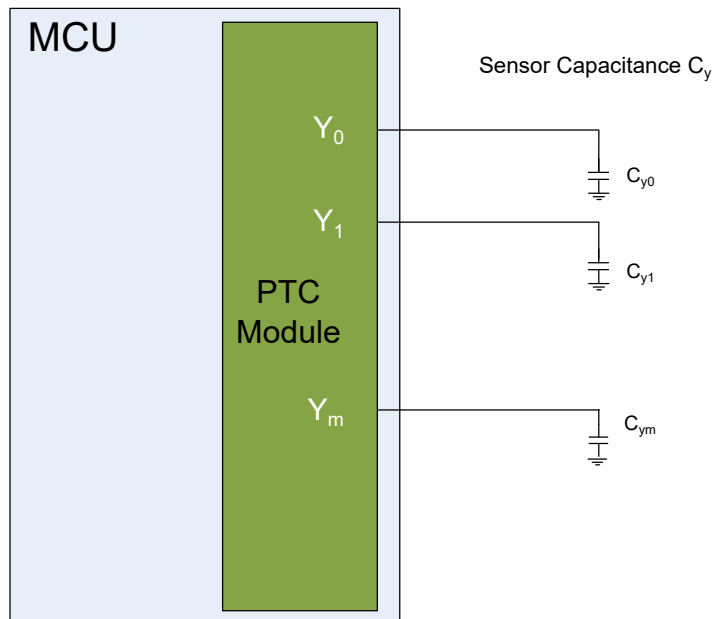 MCU
Sensor Capacitance Cy
Y0
Cy0
Y1
Cy1
PTC
Module
Ym
Cym